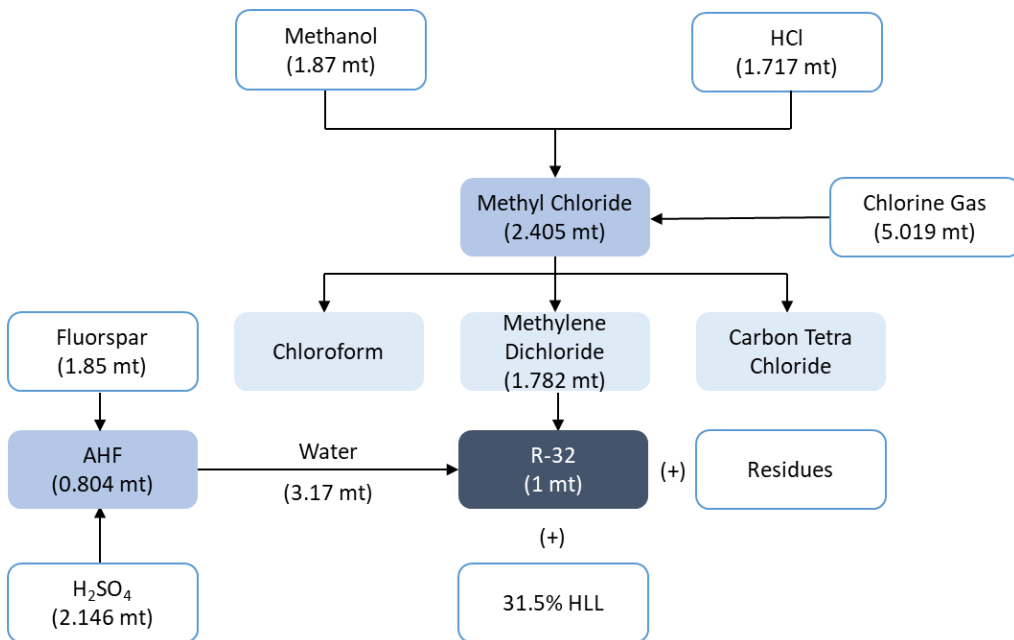 Methanol
(1.87 mt)
HCl
(1.717 mt)
Methyl Chloride
(2.405 mt)
Chlorine Gas
(5.019 mt)
Fluorspar
(1.85 mt)
Chloroform
Methylene
Dichloride
(1.782 mt)
Carbon Tetra
Chloride
AHF
(0.804 mt)
Water
(3.17 mt)
R-32
(1 mt)
(+)
Residues
(+)
H₂SO₄
(2.146 mt)
31.5% HLL